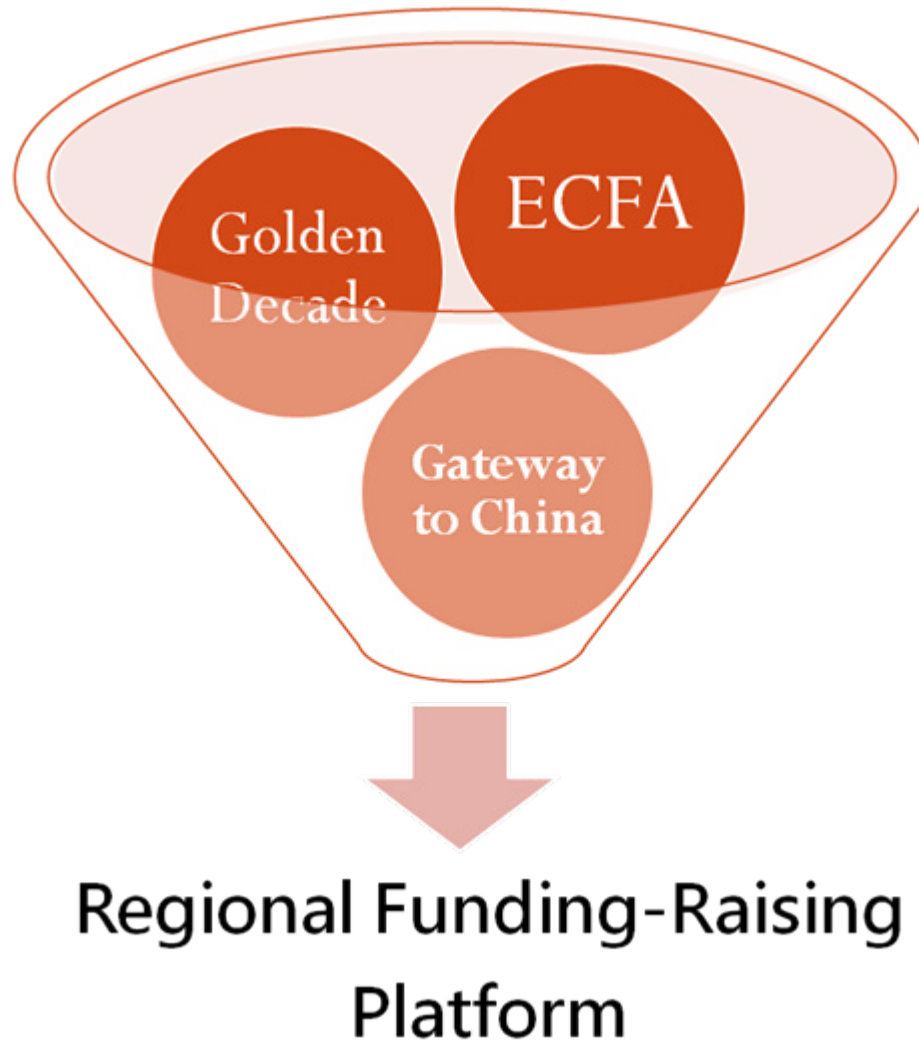 Golden
Decade
ECFA
Gateway
to China
Regional Funding-Raising
Platform